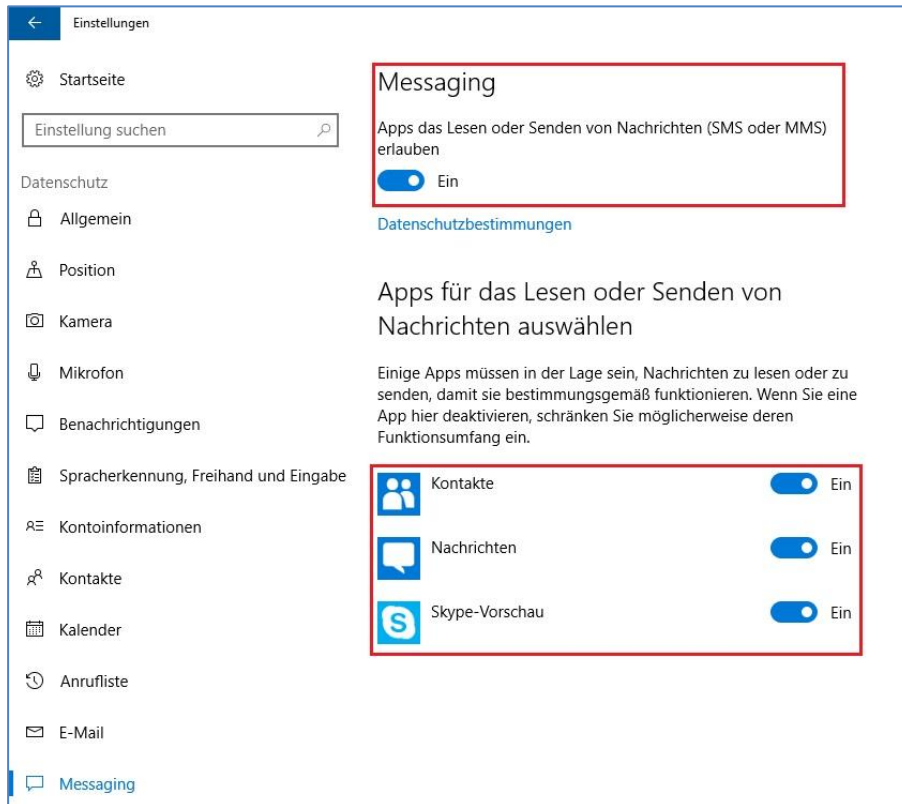 Einstellungen
Startseite
Einstellung suchen
Datenschutz
Allgemein
Position
Kamera
Mikrofon
Benachrichtigungen
Spracherkennung, Freihand und Eingabe
Kontoinformationen
Kontakte
Kalender
Anrufliste
E-Mail
Messaging
Messaging
Apps das Lesen oder Senden von Nachrichten (SMS oder MMS)
erlauben
Ein
Datenschutzbestimmungen
Apps für das Lesen oder Senden von
Nachrichten auswählen
Einige Apps müssen in der Lage sein, Nachrichten zu lesen oder zu
senden, damit sie bestimmungsgemäß funktionieren. Wenn Sie eine
App hier deaktivieren, schränken Sie möglicherweise deren
Funktionsumfang ein.
Kontakte Ein
Nachrichten Ein
Skype-Vorschau Ein